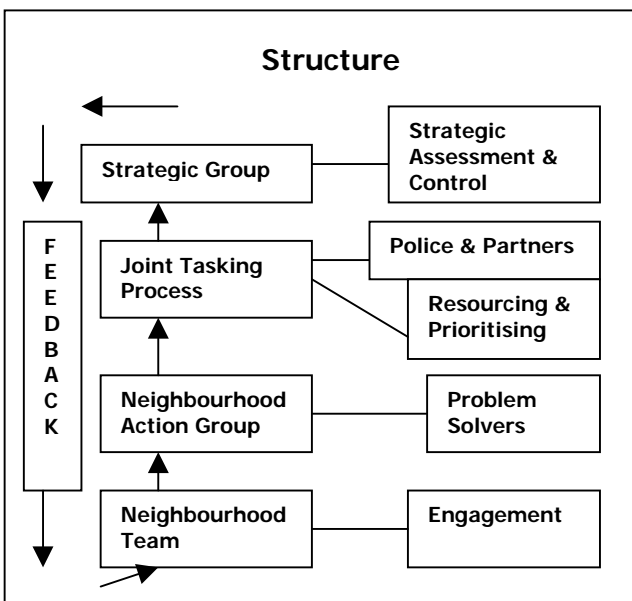 Structure
Strategic Group
Strategic
Assessment &
Control
F
E
E
D
B
A
C
K
Joint Tasking
Process
Police & Partners
Resourcing &
Prioritising
Neighbourhood
Action Group
Problem
Solvers
Neighbourhood
Team
Engagement